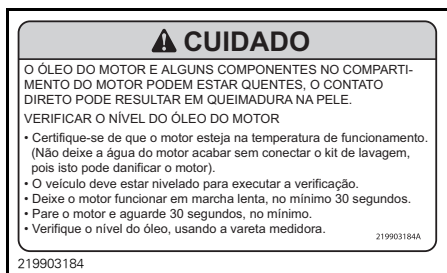 CUIDADO
O ÓLEO DO MOTOR E ALGUNS COMPONENTES NO COMPARTI-
MENTO DO MOTOR PODEM ESTAR QUENTES, O CONTATO
DIRETO PODE RESULTAR EM QUEIMADURA NA PELE.
VERIFICAR O NÍVEL DO ÓLEO DO MOTOR
• Certifique-se de que o motor esteja na temperatura de funcionamento.
(Não deixe a água do motor acabar sem conectar o kit de lavagem,
pois isto pode danificar o motor).
• O veículo deve estar nivelado para executar a verificação.
• Deixe o motor funcionar em marcha lenta, no mínimo 30 segundos.
• Pare o motor e aguarde 30 segundos, no mínimo.
• Verifique o nível do óleo, usando a vareta medidora.
219903184A
219903184